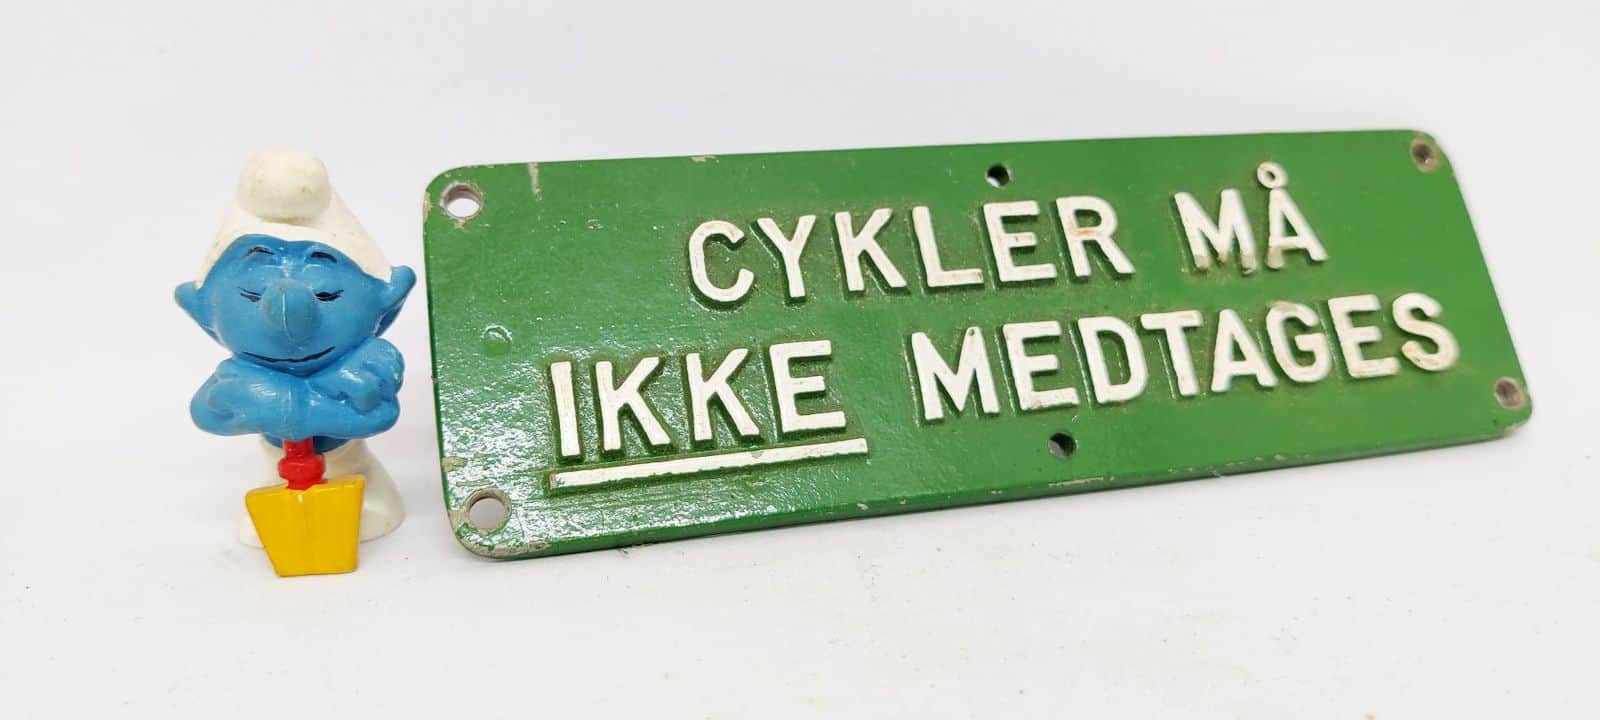 CYKLER MÅ
IKKE MEDTAGES